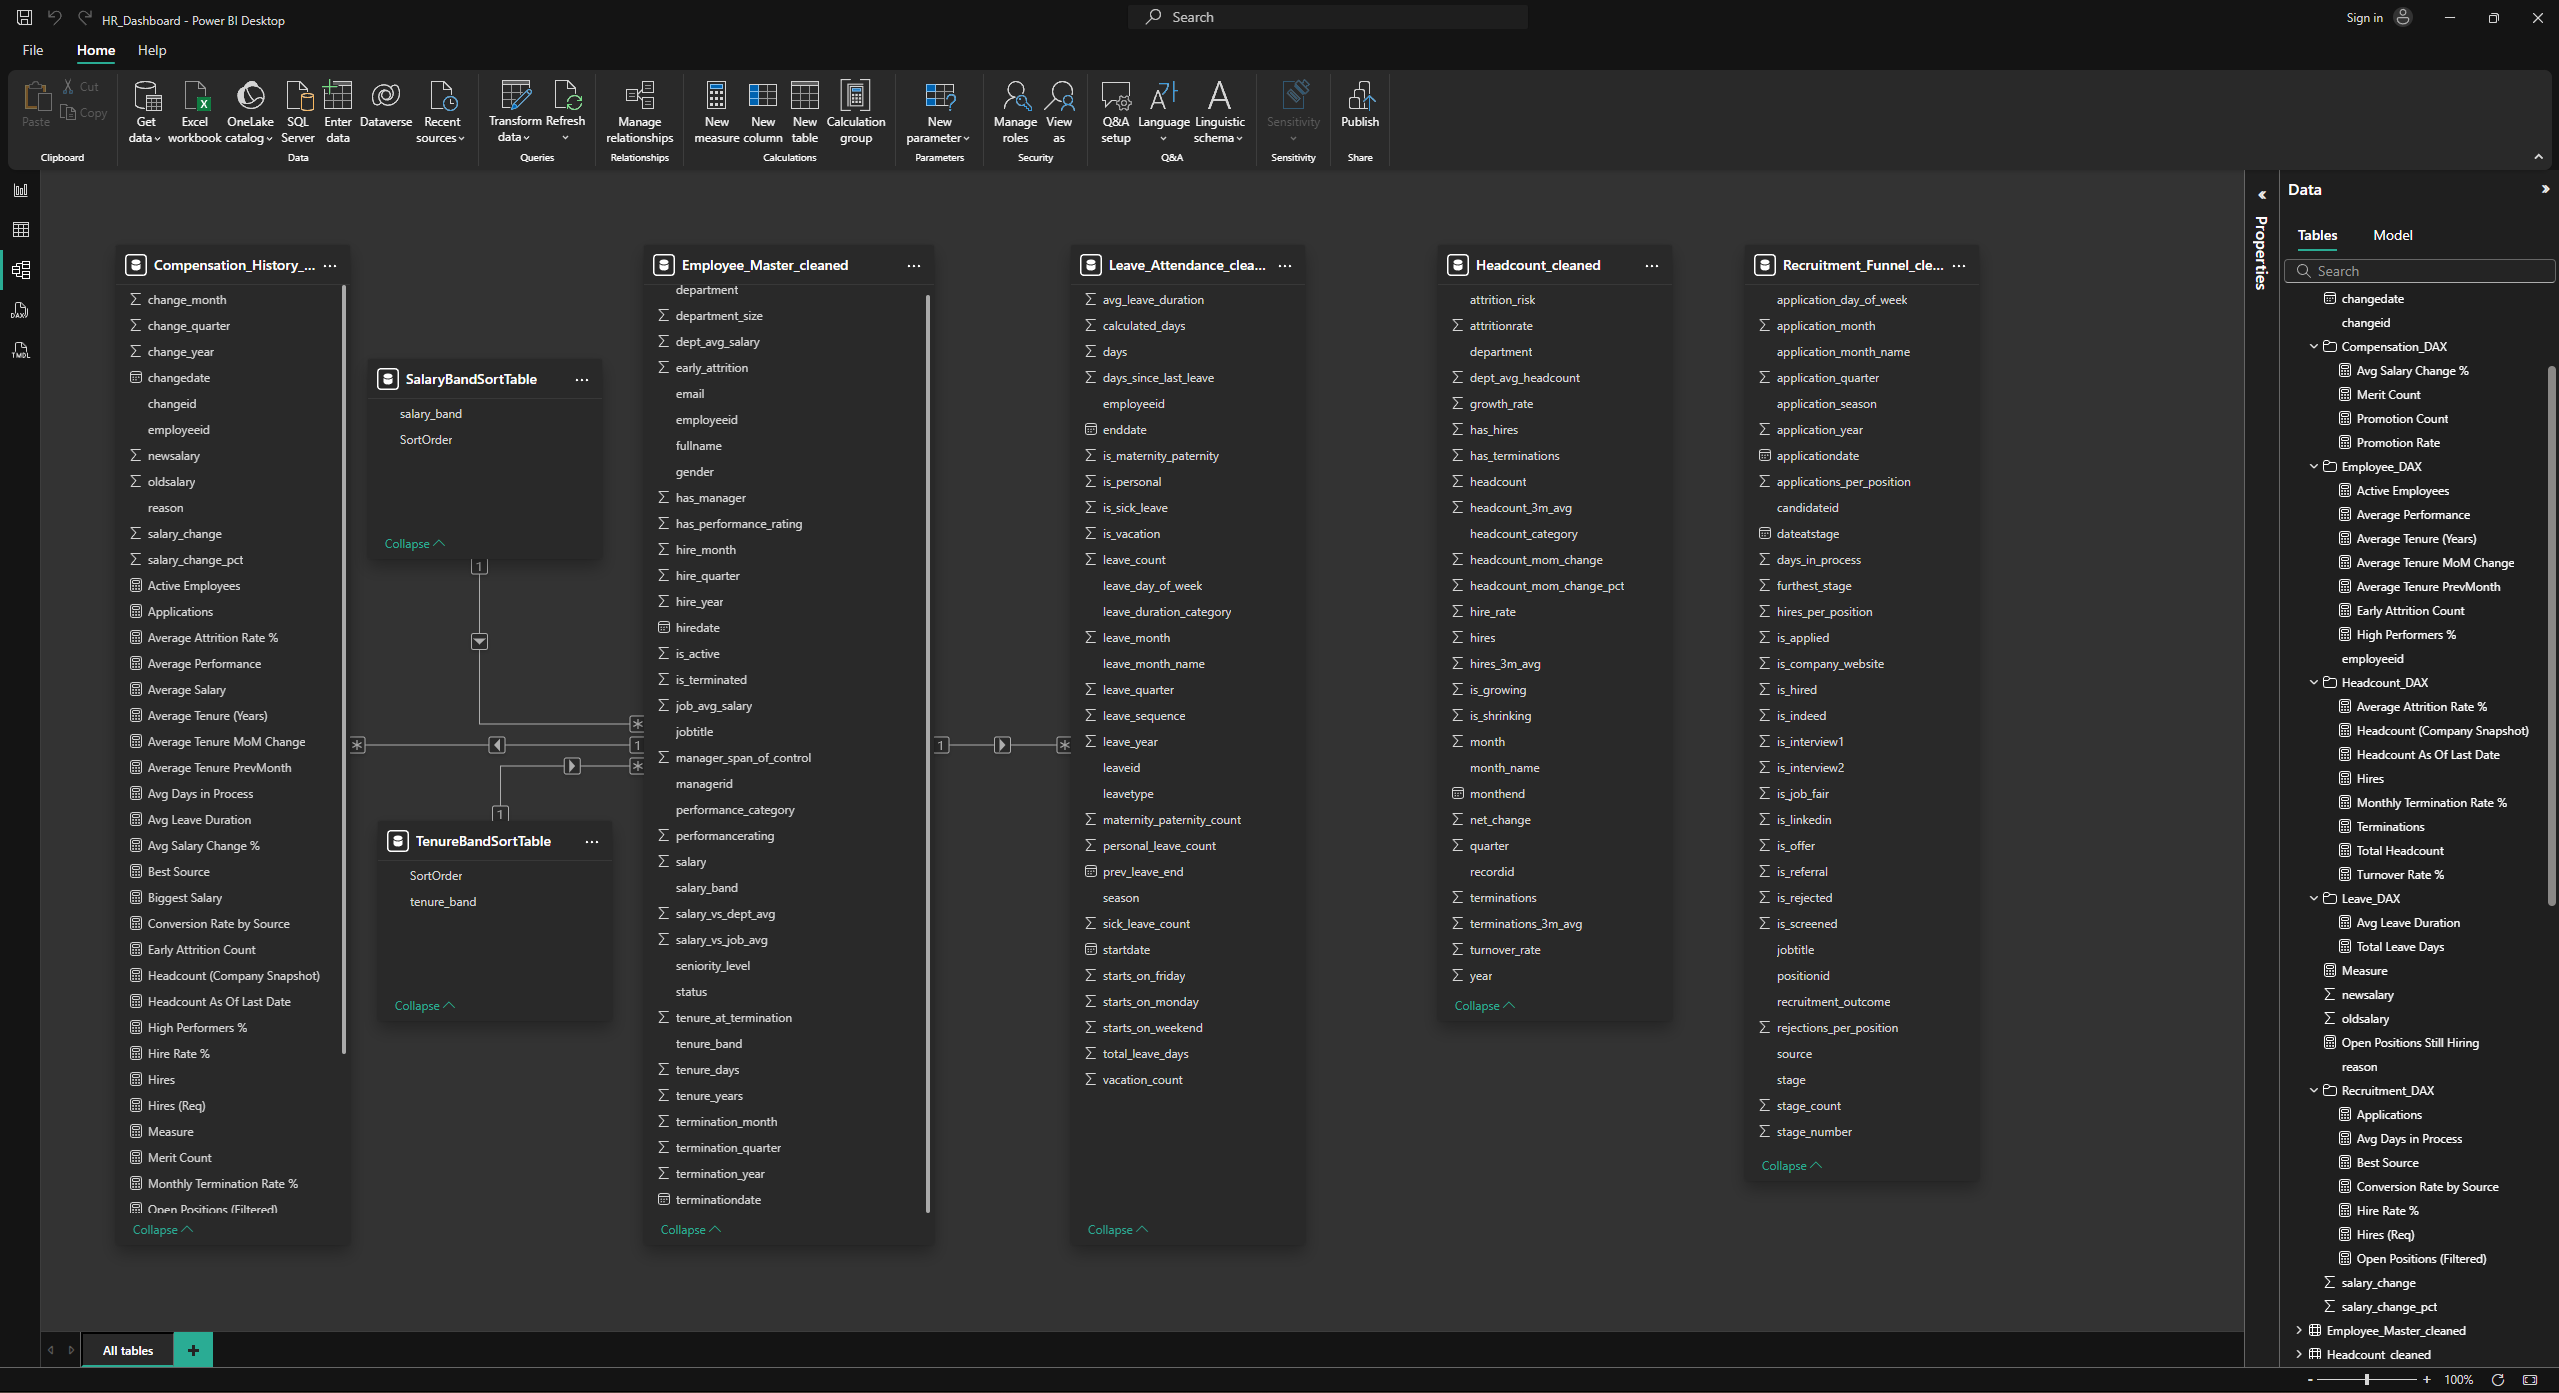 HR_Dashboard - Power BI Desktop
Search
Sign in
File
Home
Help
Paste
Cut
Copy
Clipboard
Get data
Excel workbook
OneLake catalog
SQL Server
Enter data
Dataverse
Recent sources
Data
Transform data
Refresh
Queries
Manage relationships
Relationships
New measure
New column
New table
Calculation group
Calculations
New parameter
Parameters
Manage roles
View as
Security
Q&A setup
Language
Linguistic schema
Q&A
Sensitivity
Sensitivity
Publish
Share
DAX
TMDL
Compensation_History_...
change_month
change_quarter
change_year
changedate
changeid
employeeid
newsalary
oldsalary
reason
salary_change
salary_change_pct
Active Employees
Applications
Average Attrition Rate %
Average Performance
Average Salary
Average Tenure (Years)
Average Tenure MoM Change
Average Tenure PrevMonth
Avg Days in Process
Avg Leave Duration
Avg Salary Change %
Best Source
Biggest Salary
Conversion Rate by Source
Early Attrition Count
Headcount (Company Snapshot)
Headcount As Of Last Date
High Performers %
Hire Rate %
Hires
Hires (Req)
Measure
Merit Count
Monthly Termination Rate %
Open Positions (Filtered)
Collapse
SalaryBandSortTable
salary_band
SortOrder
Collapse
1
*
*
1
*
1
TenureBandSortTable
SortOrder
tenure_band
Collapse
Employee_Master_cleaned
department
department_size
dept_avg_salary
early_attrition
email
employeeid
fullname
gender
has_manager
has_performance_rating
hire_month
hire_quarter
hire_year
hiredate
is_active
is_terminated
job_avg_salary
jobtitle
manager_span_of_control
managerid
performance_category
performancerating
salary
salary_band
salary_vs_dept_avg
salary_vs_job_avg
seniority_level
status
tenure_at_termination
tenure_band
tenure_days
tenure_years
termination_month
termination_quarter
termination_year
terminationdate
Collapse
1
*
Leave_Attendance_clea...
avg_leave_duration
calculated_days
days
days_since_last_leave
employeeid
enddate
is_maternity_paternity
is_personal
is_sick_leave
is_vacation
leave_count
leave_day_of_week
leave_duration_category
leave_month
leave_month_name
leave_quarter
leave_sequence
leave_year
leaveid
leavetype
maternity_paternity_count
personal_leave_count
prev_leave_end
season
sick_leave_count
startdate
starts_on_friday
starts_on_monday
starts_on_weekend
total_leave_days
vacation_count
Collapse
Headcount_cleaned
attrition_risk
attritionrate
department
dept_avg_headcount
growth_rate
has_hires
has_terminations
headcount
headcount_3m_avg
headcount_category
headcount_mom_change
headcount_mom_change_pct
hire_rate
hires
hires_3m_avg
is_growing
is_shrinking
month
month_name
monthend
net_change
quarter
recordid
terminations
terminations_3m_avg
turnover_rate
year
Collapse
Recruitment_Funnel_cle...
application_day_of_week
application_month
application_month_name
application_quarter
application_season
application_year
applicationdate
applications_per_position
candidateid
dateatstage
days_in_process
furthest_stage
hires_per_position
is_applied
is_company_website
is_hired
is_indeed
is_interview1
is_interview2
is_job_fair
is_linkedin
is_offer
is_referral
is_rejected
is_screened
jobtitle
positionid
recruitment_outcome
rejections_per_position
source
stage
stage_count
stage_number
Collapse
Properties
Data
Tables
Model
Search
changedate
changeid
Compensation_DAX
Avg Salary Change %
Merit Count
Promotion Count
Promotion Rate
Employee_DAX
Active Employees
Average Performance
Average Tenure (Years)
Average Tenure MoM Change
Average Tenure PrevMonth
Early Attrition Count
High Performers %
employeeid
Headcount_DAX
Average Attrition Rate %
Headcount (Company Snapshot)
Headcount As Of Last Date
Hires
Monthly Termination Rate %
Terminations
Total Headcount
Turnover Rate %
Leave_DAX
Avg Leave Duration
Total Leave Days
Measure
newsalary
oldsalary
Open Positions Still Hiring
reason
Recruitment_DAX
Applications
Avg Days in Process
Best Source
Conversion Rate by Source
Hire Rate %
Hires (Req)
Open Positions (Filtered)
salary_change
salary_change_pct
Employee_Master_cleaned
Headcount cleaned
All tables
100%